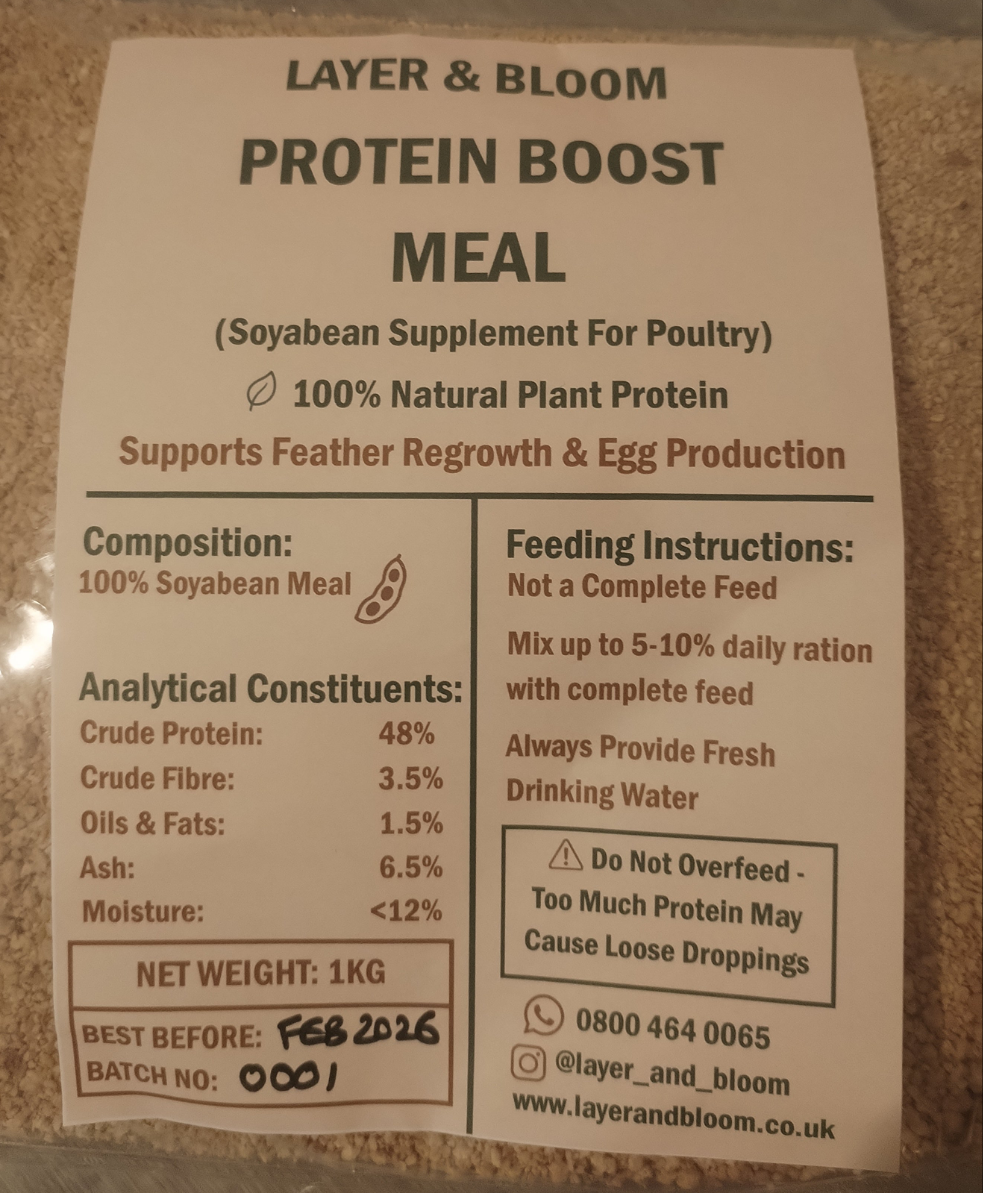 LAYER & BLOOM
PROTEIN BOOST
MEAL
(Soyabean Supplement For Poultry)
100% Natural Plant Protein
Supports Feather Regrowth & Egg Production
Composition:
100% Soyabean Meal
Analytical Constituents:
Crude Protein: 48%
Crude Fibre: 3.5%
Oils & Fats: 1.5%
Ash: 6.5%
Moisture: <12%
NET WEIGHT: 1KG
BEST BEFORE: FEB 2026
BATCH NO: 0001
Feeding Instructions:
Not a Complete Feed
Mix up to 5-10% daily ration
with complete feed
Always Provide Fresh
Drinking Water
Do Not Overfeed -
Too Much Protein May
Cause Loose Droppings
0800 464 0065
@layer_and_bloom
www.layerandbloom.co.uk